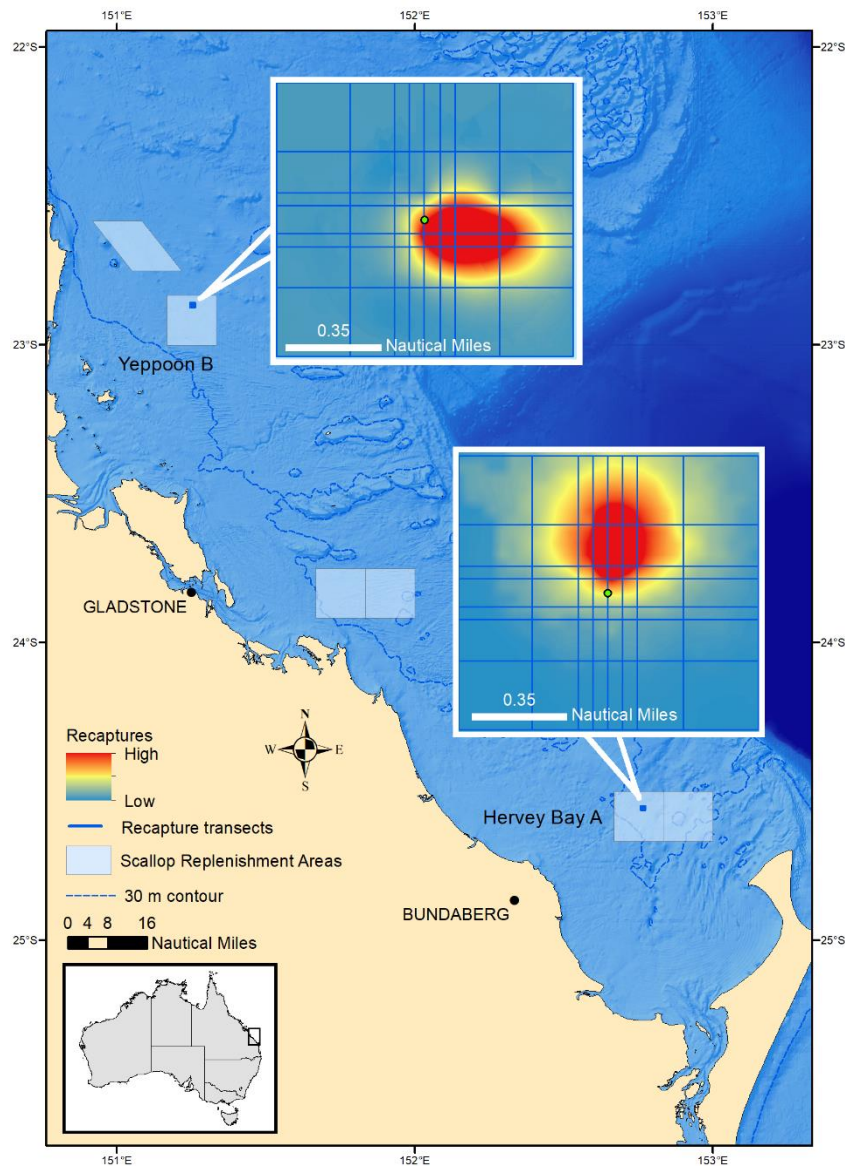 151°E
152°E
153°E
22°S
22°S
0.35
Nautical Miles
23°S
23°S
Yeppoon B
GLADSTONE
24°S
24°S
0.35
Nautical Miles
N
W
E
S
Recaptures
High
Low
Recapture transects
Scallop Replenishment Areas
30 m contour
0 4 8 16
Nautical Miles
Hervey Bay A
BUNDABERG
25°S
25°S
151°E
152°E
153°E